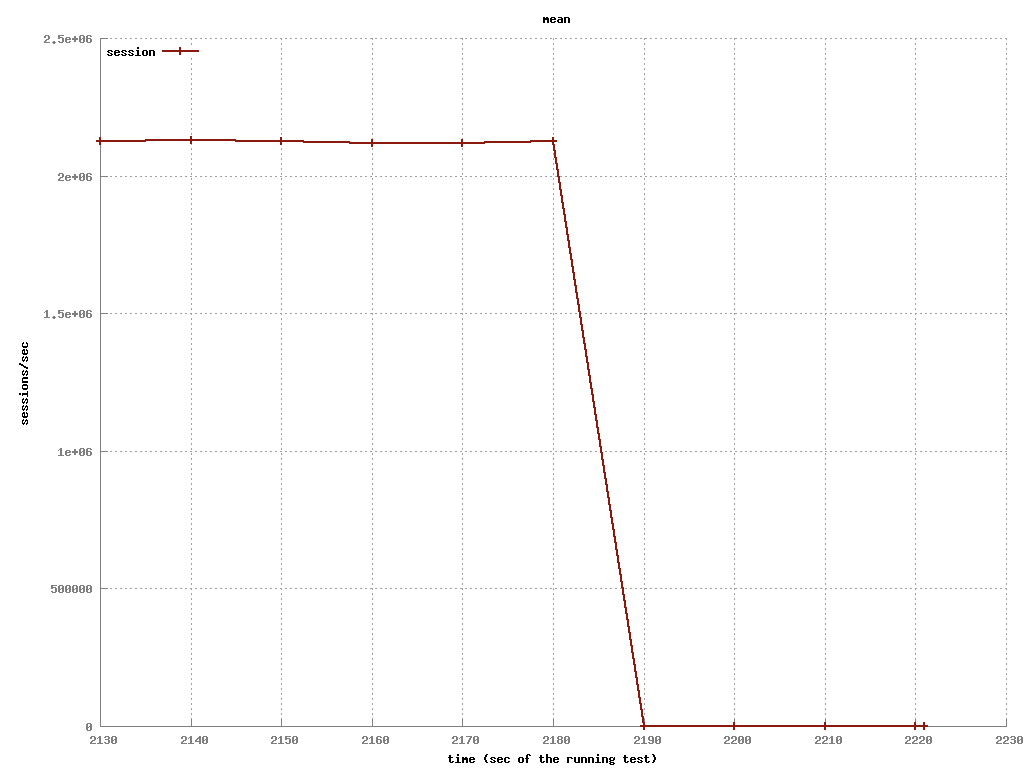 mean
2.5e+06
session
2e+06
1.5e+06
sessions/sec
1e+06
500000
0
2130 2140 2150 2160 2170 2180 2190 2200 2210 2220 2230
time (sec of the running test)